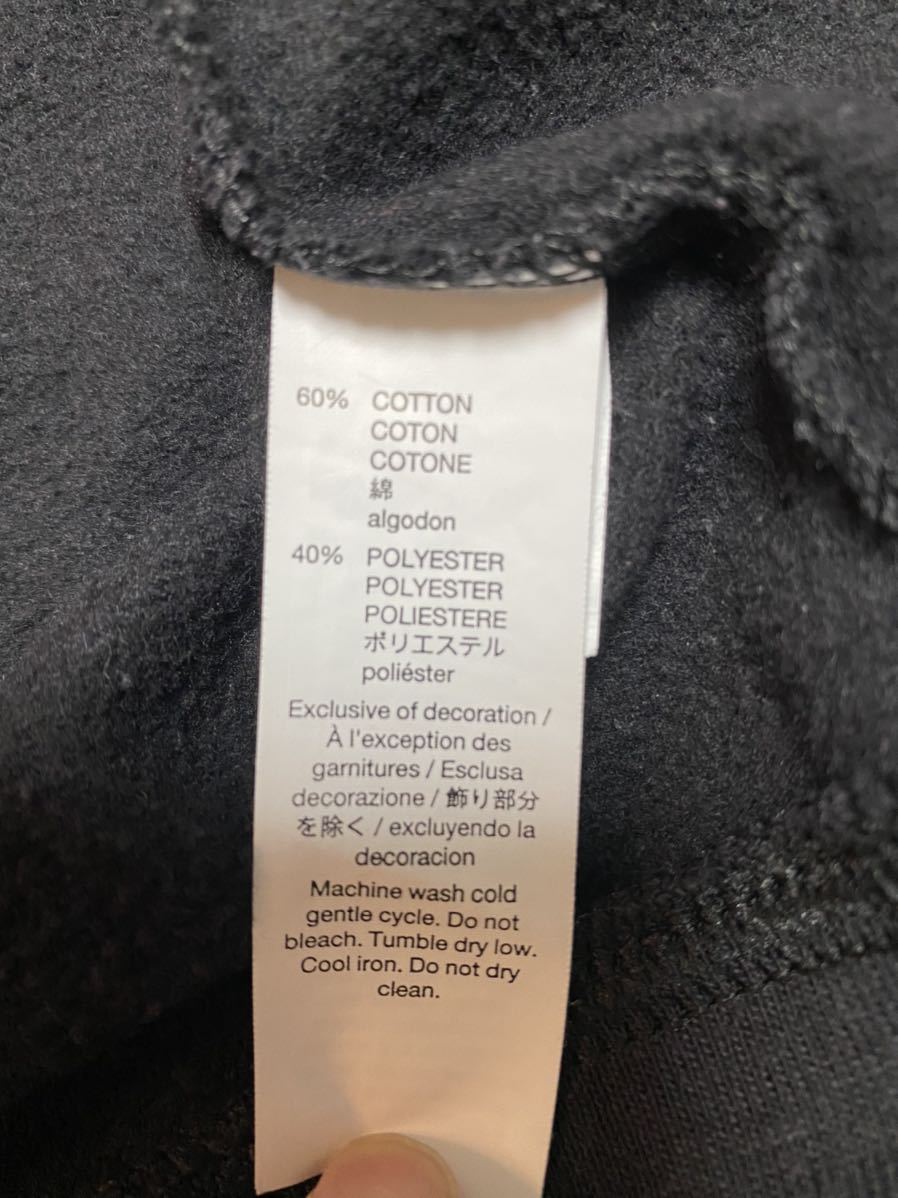 60% COTTON
COTON
COTONE
綿
algodon
40% POLYESTER
POLYESTER
POLIESTERE
ポリエステル
poliéster
Exclusive of decoration /
À l'exception des
garnitures / Esclusa
decorazione / 飾り部分
を除く / excluyendo la
decoracion
Machine wash cold
gentle cycle. Do not
bleach. Tumble dry low.
Cool iron. Do not dry
clean.